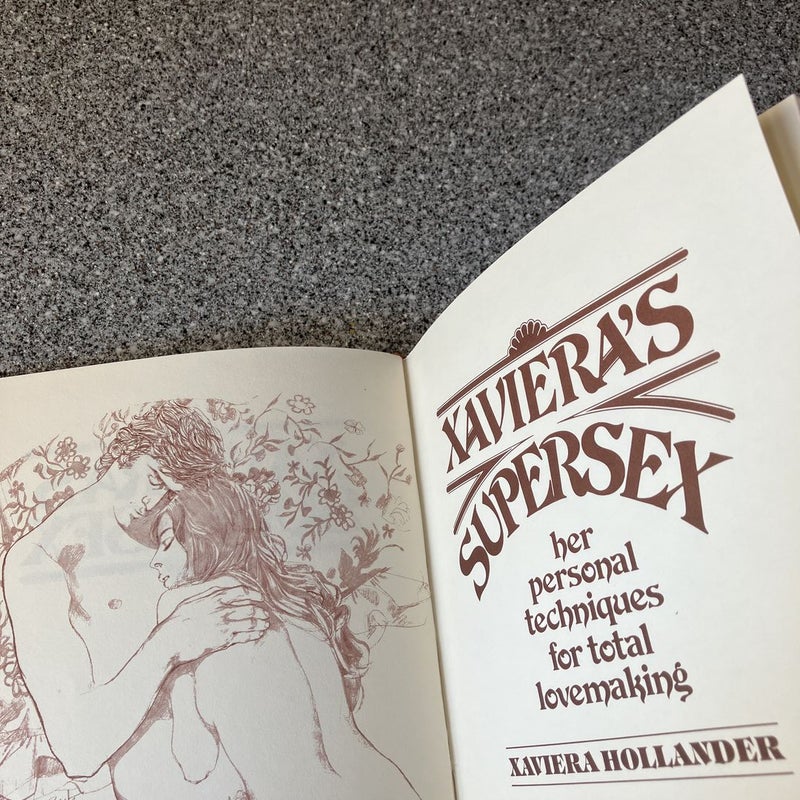 XAVIERA'S
SUPERSEX
her
personal
techniques
for total
lovemaking
XAVIERA HOLLANDER